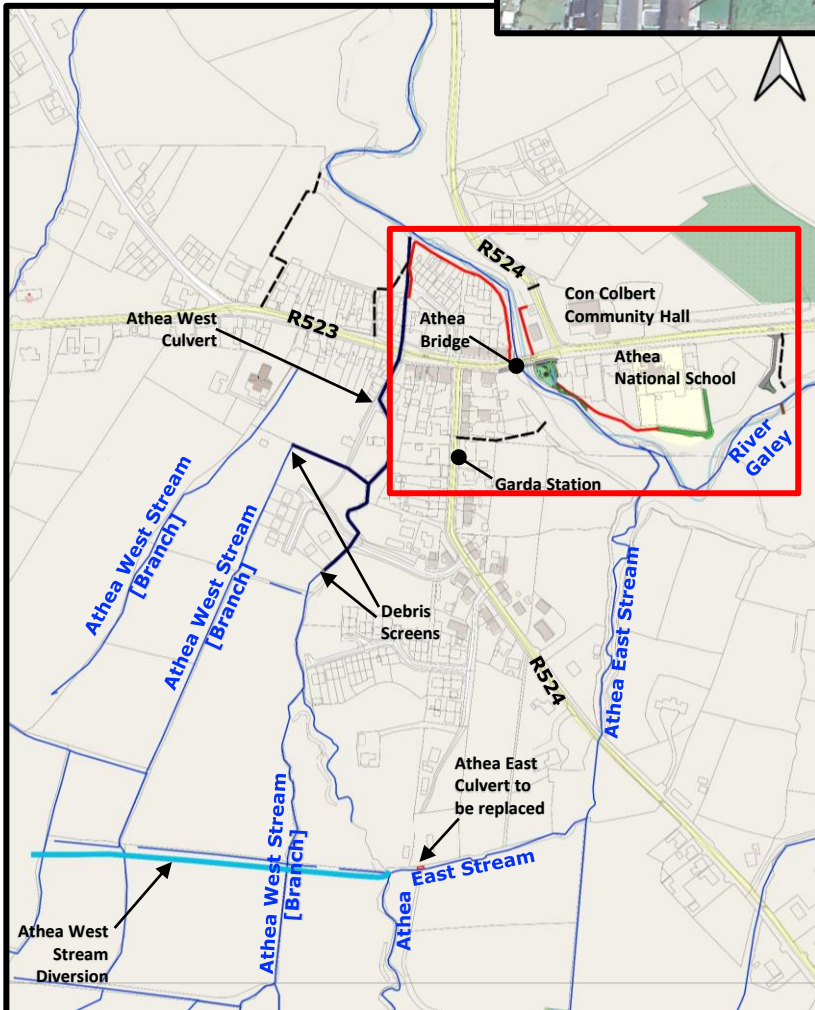 R524
Con Colbert
Community Hall
Athea West
Culvert
R523
Athea
Bridge
Athea
National School
River
Galey
Garda Station
Athea West Stream
[Branch]
Athea West Stream
[Branch]
Debris
Screens
Athea East Stream
R524
Athea East
Culvert to
be replaced
Athea West Stream
[Branch]
Athea East Stream
Athea West
Stream
Diversion